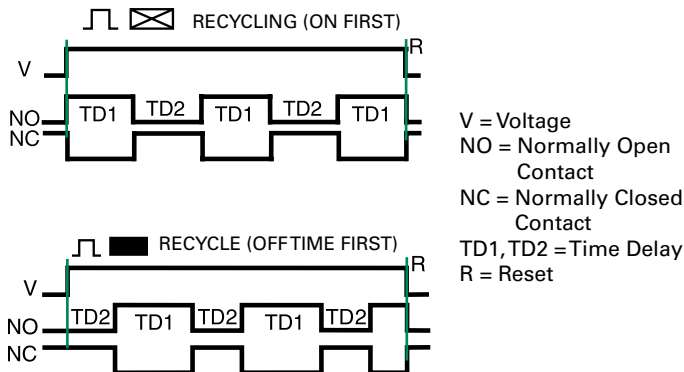 RECYCLING (ON FIRST)
R
V
NO
TD1 TD2 TD1 TD2 TD1
NC
V = Voltage
NO = Normally Open
Contact
NC = Normally Closed
Contact
TD1, TD2 = Time Delay
R = Reset
RECYCLE (OFF TIME FIRST)
R
V
TD2 TD1 TD2 TD1 TD2
NO
NC